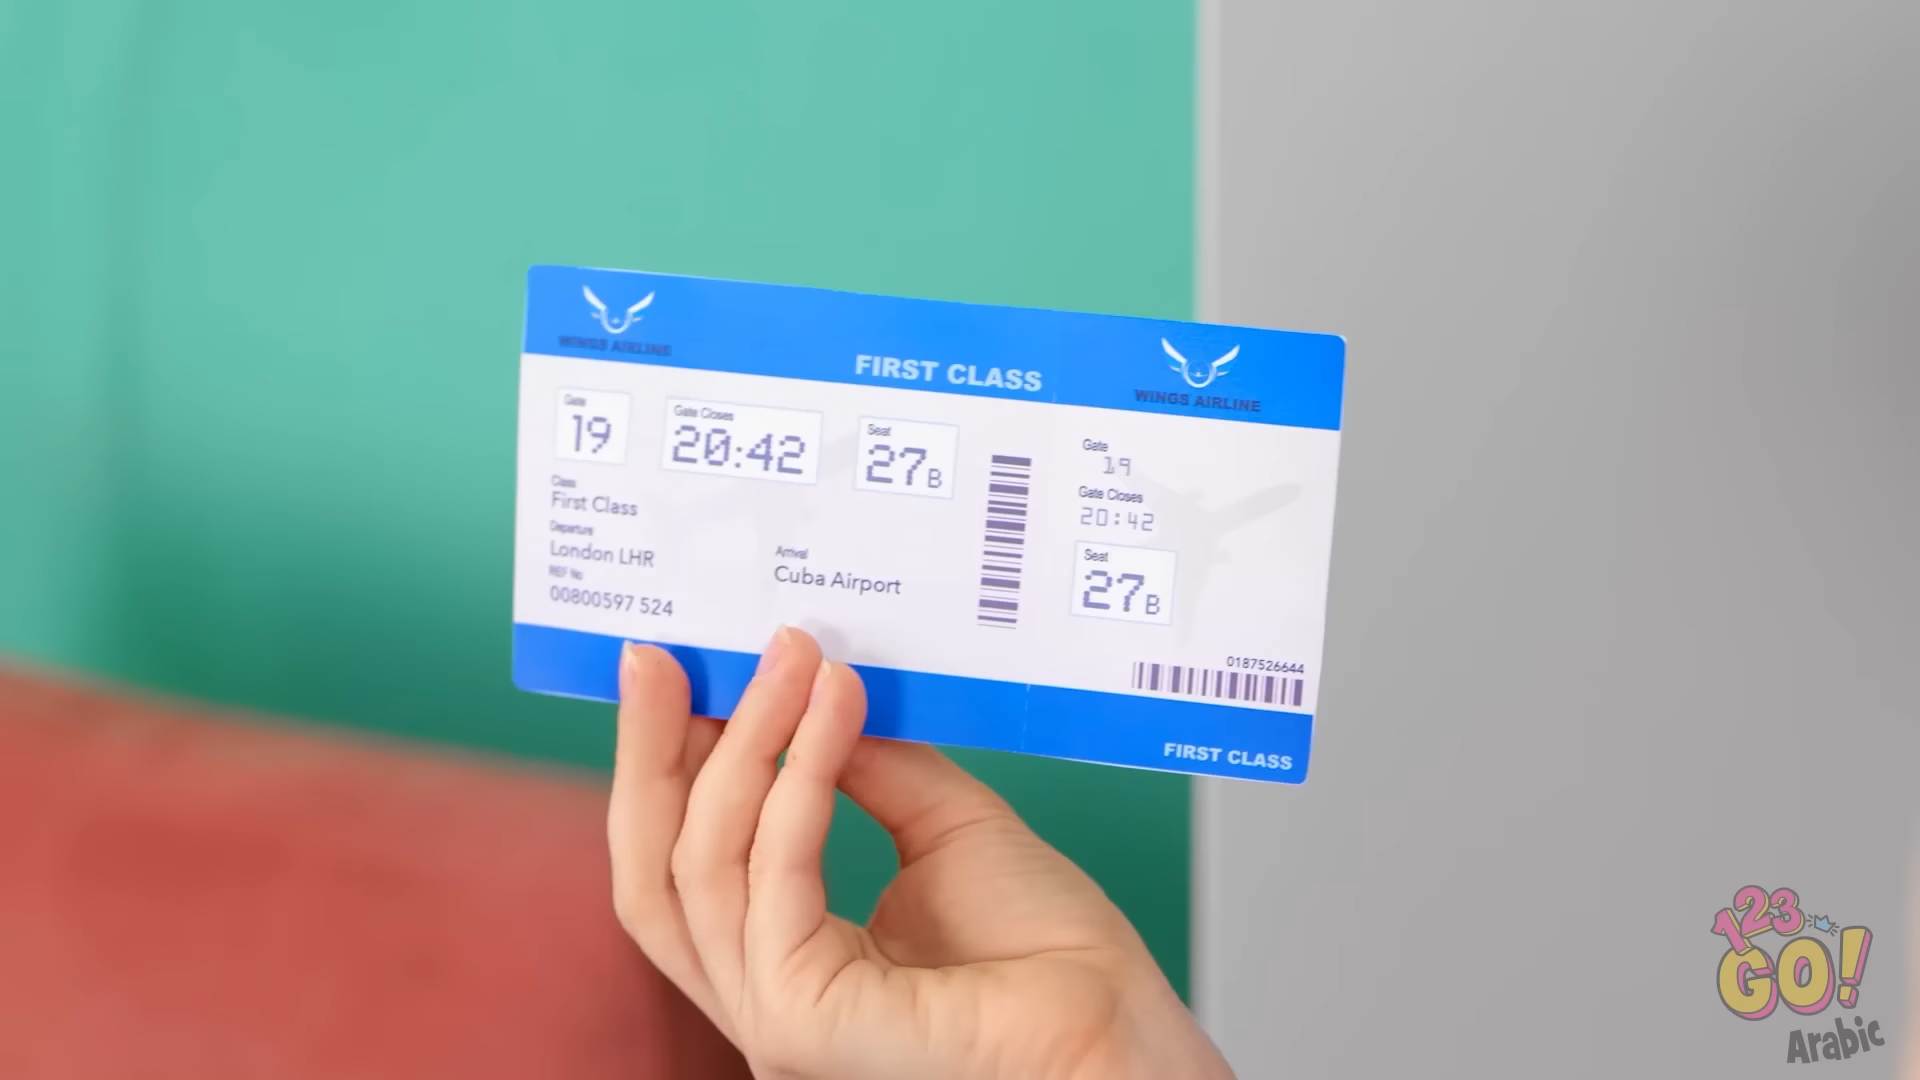 WINGS AIRLINE
FIRST CLASS
WINGS AIRLINE
Gate
19
Gate Closes
20:42
Seat
27B
Class
First Class
Departure
London LHR
REF No
00800597 524
Arrival
Cuba Airport
Gate
19
Gate Closes
20:42
Seat
27B
0187526644
FIRST CLASS
123
GO!
Arabic